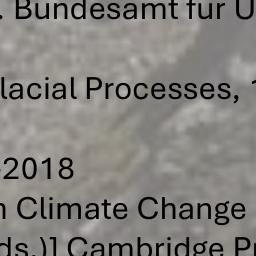 . Bundesamt fur U
lacial Processes, 1
-2018
n Climate Change
ds.)] Cambridge Pr